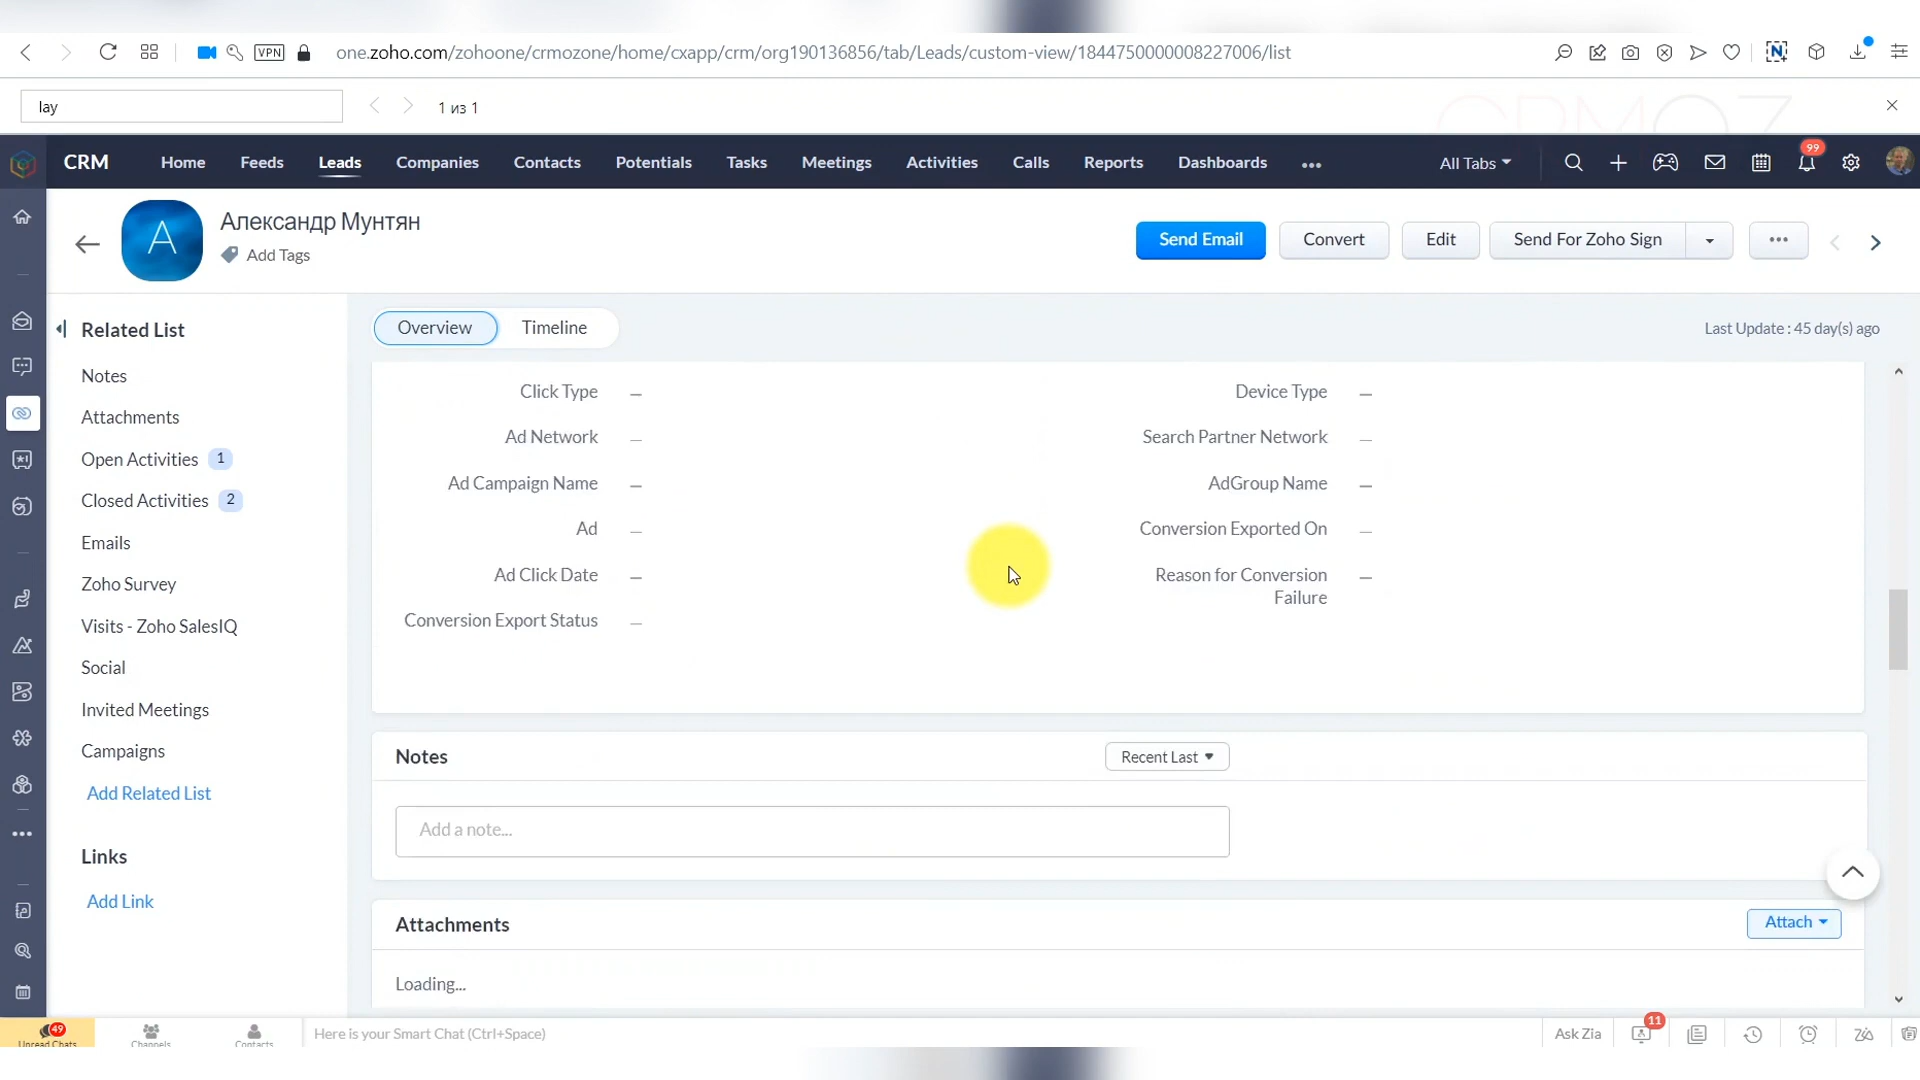 VPN
one.zoho.com/zohoone/crmozone/home/cxapp/crm/org190136856/tab/Leads/custom-view/1844750000008227006/list
lay
1 из 1
CRMOZ
CRM
Home
Feeds
Leads
Companies
Contacts
Potentials
Tasks
Meetings
Activities
Calls
Reports
Dashboards
All Tabs
99
A
Александр Мунтян
Add Tags
Send Email
Convert
Edit
Send For Zoho Sign
Related List
Notes
Attachments
Open Activities 1
Closed Activities 2
Emails
Zoho Survey
Visits - Zoho SalesIQ
Social
Invited Meetings
Campaigns
Add Related List
Links
Add Link
Overview
Timeline
Last Update : 45 day(s) ago
Click Type —
Device Type —
Ad Network —
Search Partner Network —
Ad Campaign Name —
AdGroup Name —
Ad —
Conversion Exported On —
Ad Click Date —
Reason for Conversion —
Failure
Conversion Export Status —
Notes
Recent Last
Add a note...
Attachments
Attach
Loading...
49
Unread Chats
Channels
Contacts
Here is your Smart Chat (Ctrl+Space)
Ask Zia
11